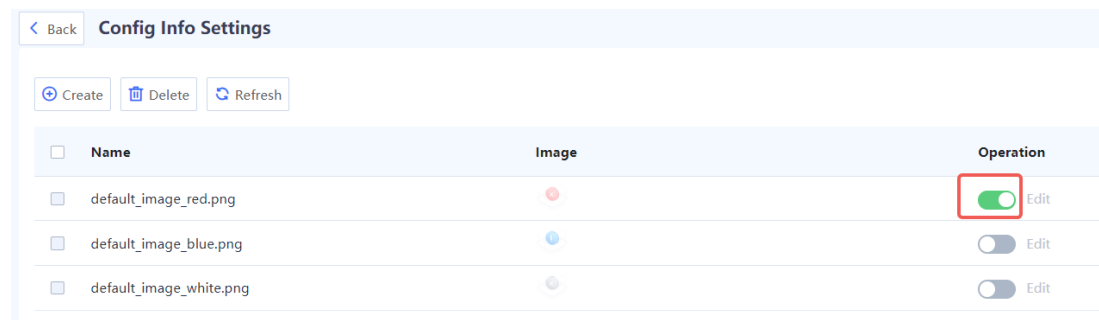 Back Config Info Settings
Create Delete Refresh
Name Image Operation
default_image_red.png Edit
default_image_blue.png Edit
default_image_white.png Edit